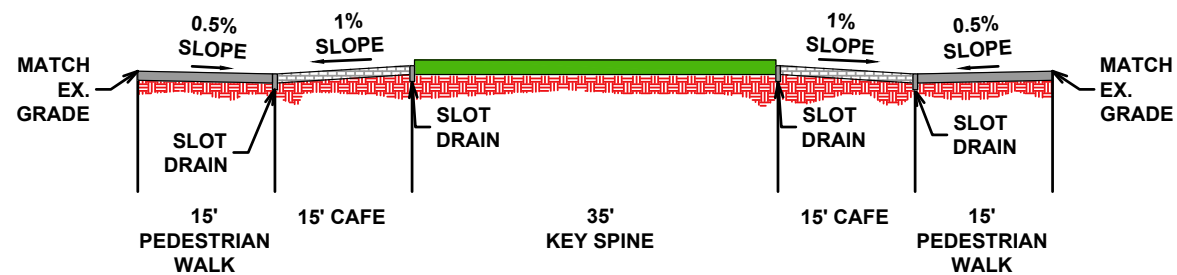 0.5%
SLOPE
1%
SLOPE
1%
SLOPE
0.5%
SLOPE
MATCH
EX.
GRADE
MATCH
EX.
GRADE
SLOT
DRAIN
SLOT
DRAIN
SLOT
DRAIN
SLOT
DRAIN
15'
PEDESTRIAN
WALK
15' CAFE
35'
KEY SPINE
15' CAFE
15'
PEDESTRIAN
WALK